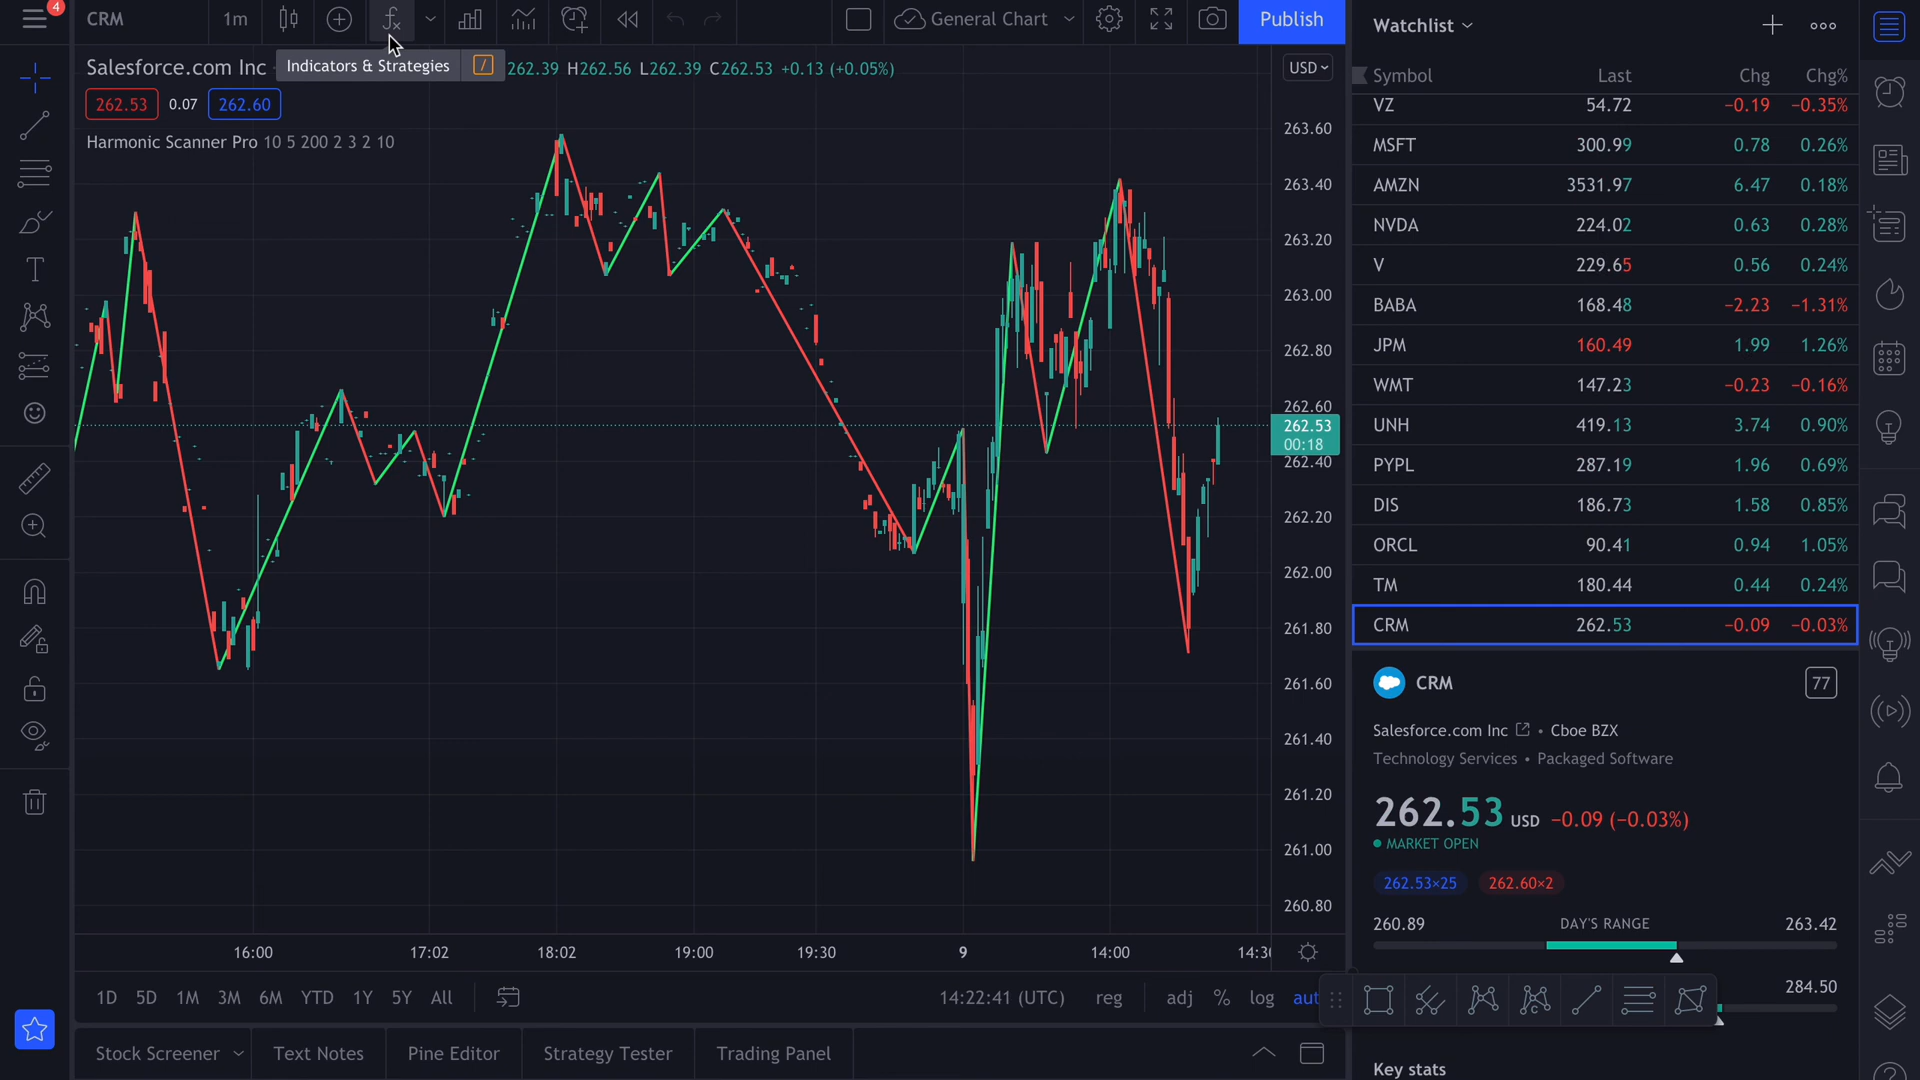 4
CRM
1m
General Chart
Publish
Salesforce.com Inc
Indicators & Strategies
/
262.39 H262.56 L262.39 C262.53 +0.13 (+0.05%)
USD
262.53
0.07
262.60
Harmonic Scanner Pro 10 5 200 2 3 2 10
263.60
263.40
263.20
263.00
262.80
262.60
262.53
00:18
262.40
262.20
262.00
261.80
261.60
261.40
261.20
261.00
260.80
16:00
17:02
18:02
19:00
19:30
9
14:00
14:30
1D
5D
1M
3M
6M
YTD
1Y
5Y
All
14:22:41 (UTC)
reg
adj
%
log
aut
Stock Screener
Text Notes
Pine Editor
Strategy Tester
Trading Panel
Watchlist
Symbol Last Chg Chg%
VZ 54.72 −0.19 −0.35%
MSFT 300.99 0.78 0.26%
AMZN 3531.97 6.47 0.18%
NVDA 224.02 0.63 0.28%
V 229.65 0.56 0.24%
BABA 168.48 −2.23 −1.31%
JPM 160.49 1.99 1.26%
WMT 147.23 −0.23 −0.16%
UNH 419.13 3.74 0.90%
PYPL 287.19 1.96 0.69%
DIS 186.73 1.58 0.85%
ORCL 90.41 0.94 1.05%
TM 180.44 0.44 0.24%
CRM 262.53 −0.09 −0.03%
CRM
77
Salesforce.com Inc • Cboe BZX
Technology Services • Packaged Software
262.53 USD −0.09 (−0.03%)
MARKET OPEN
262.53×25
262.60×2
260.89 DAY'S RANGE 263.42
284.50
C
Key stats